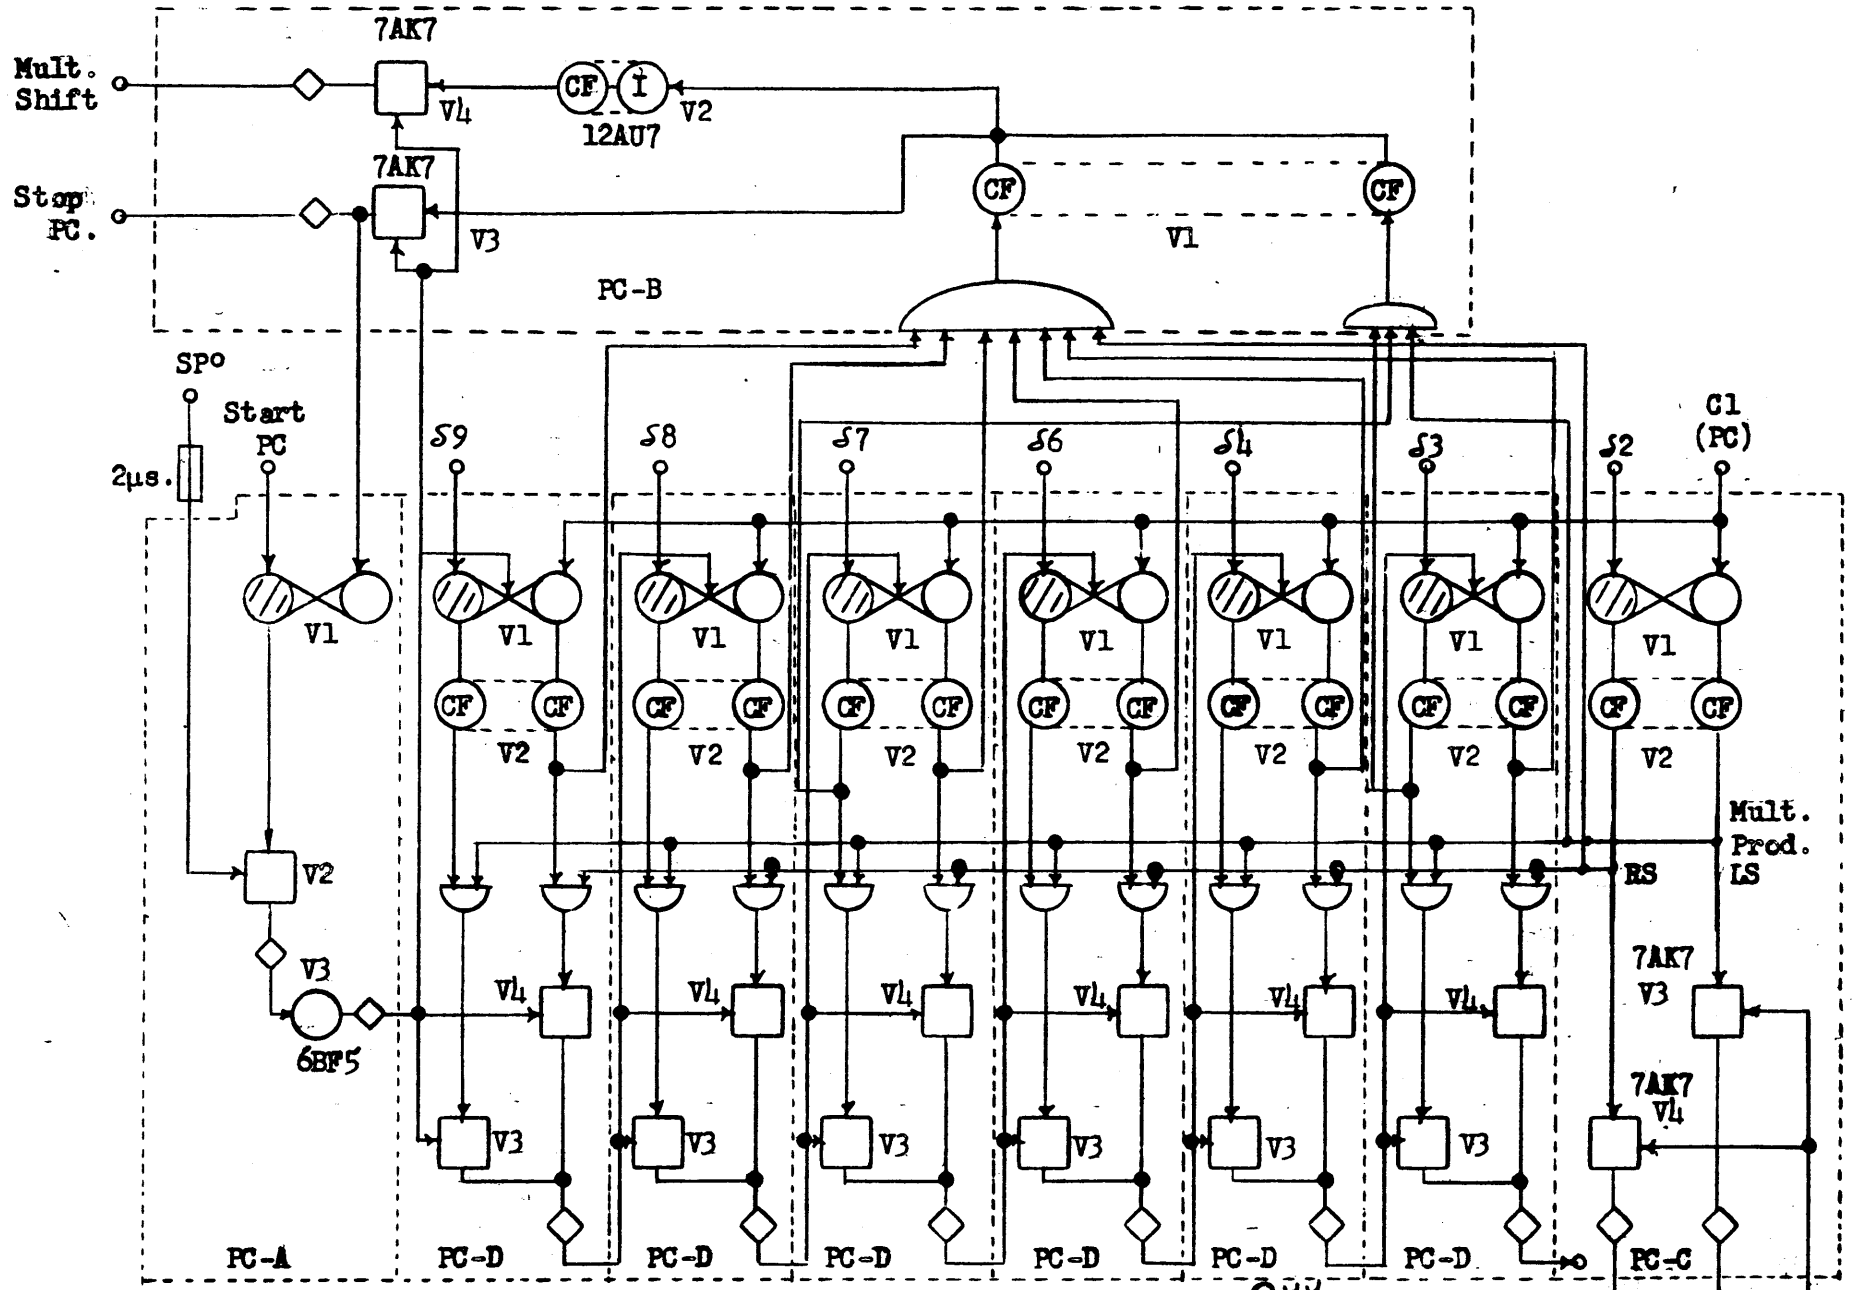 7AK7
Mult.
Shift
V4
CF
I
V2
12AU7
7AK7
Stop
PC.
V3
CF
CF
V1
PC-B
SPO
Start
PC
2μs.
δ9
δ8
δ7
δ6
δ4
δ3
δ2
Cl
(PC)
V1
V1
V1
V1
V1
V1
V1
V1
CF
CF
CF
CF
CF
CF
CF
CF
CF
CF
CF
CF
CF
CF
V2
V2
V2
V2
V2
V2
V2
Mult.
Prod.
RS
LS
V2
V3
6BF5
V4
V4
V4
V4
V4
V4
7AK7
V3
7AK7
V4
V3
V3
V3
V3
V3
V3
PC-A
PC-D
PC-D
PC-D
PC-D
PC-D
PC-D
PC-C